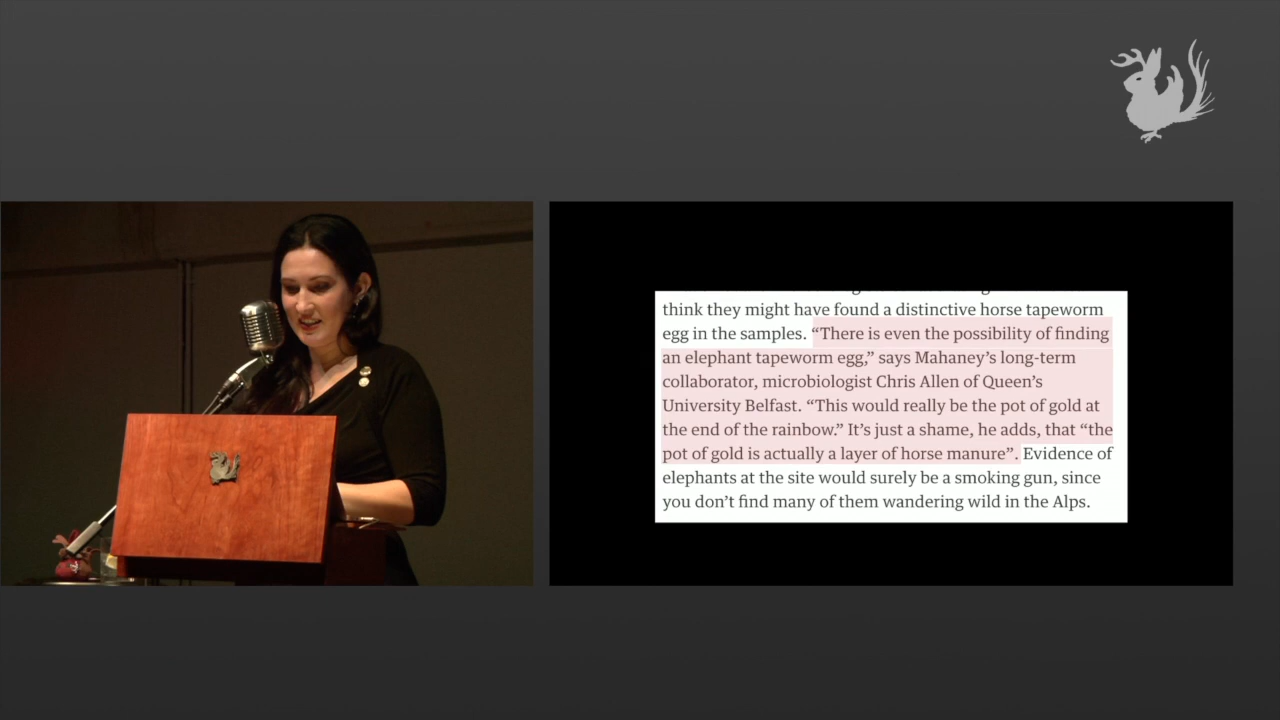 think they might have found a distinctive horse tapeworm
egg in the samples. “There is even the possibility of finding
an elephant tapeworm egg,” says Mahaney’s long-term
collaborator, microbiologist Chris Allen of Queen’s
University Belfast. “This would really be the pot of gold at
the end of the rainbow.” It’s just a shame, he adds, that “the
pot of gold is actually a layer of horse manure”. Evidence of
elephants at the site would surely be a smoking gun, since
you don’t find many of them wandering wild in the Alps.